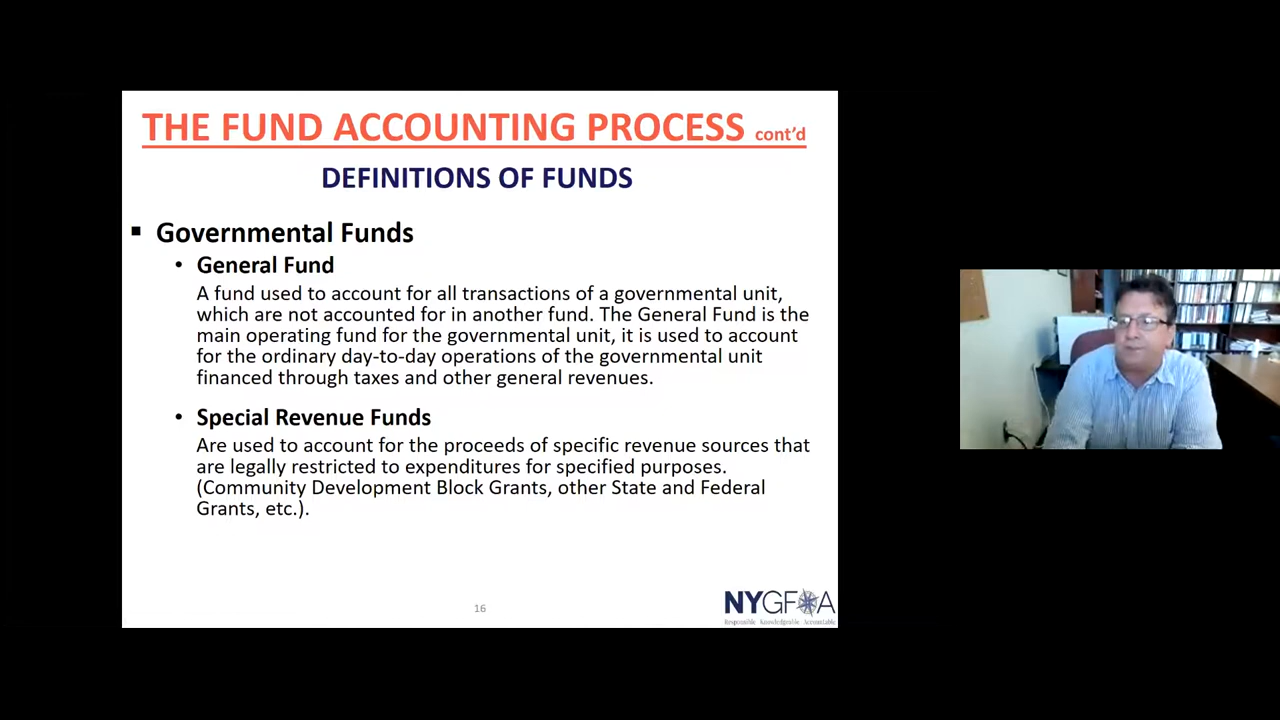 THE FUND ACCOUNTING PROCESS cont'd
DEFINITIONS OF FUNDS
▪ Governmental Funds
• General Fund
A fund used to account for all transactions of a governmental unit,
which are not accounted for in another fund. The General Fund is the
main operating fund for the governmental unit, it is used to account
for the ordinary day-to-day operations of the governmental unit
financed through taxes and other general revenues.
• Special Revenue Funds
Are used to account for the proceeds of specific revenue sources that
are legally restricted to expenditures for specified purposes.
(Community Development Block Grants, other State and Federal
Grants, etc.).
16
NYGFOA
Responsible Knowledgeable Accountable